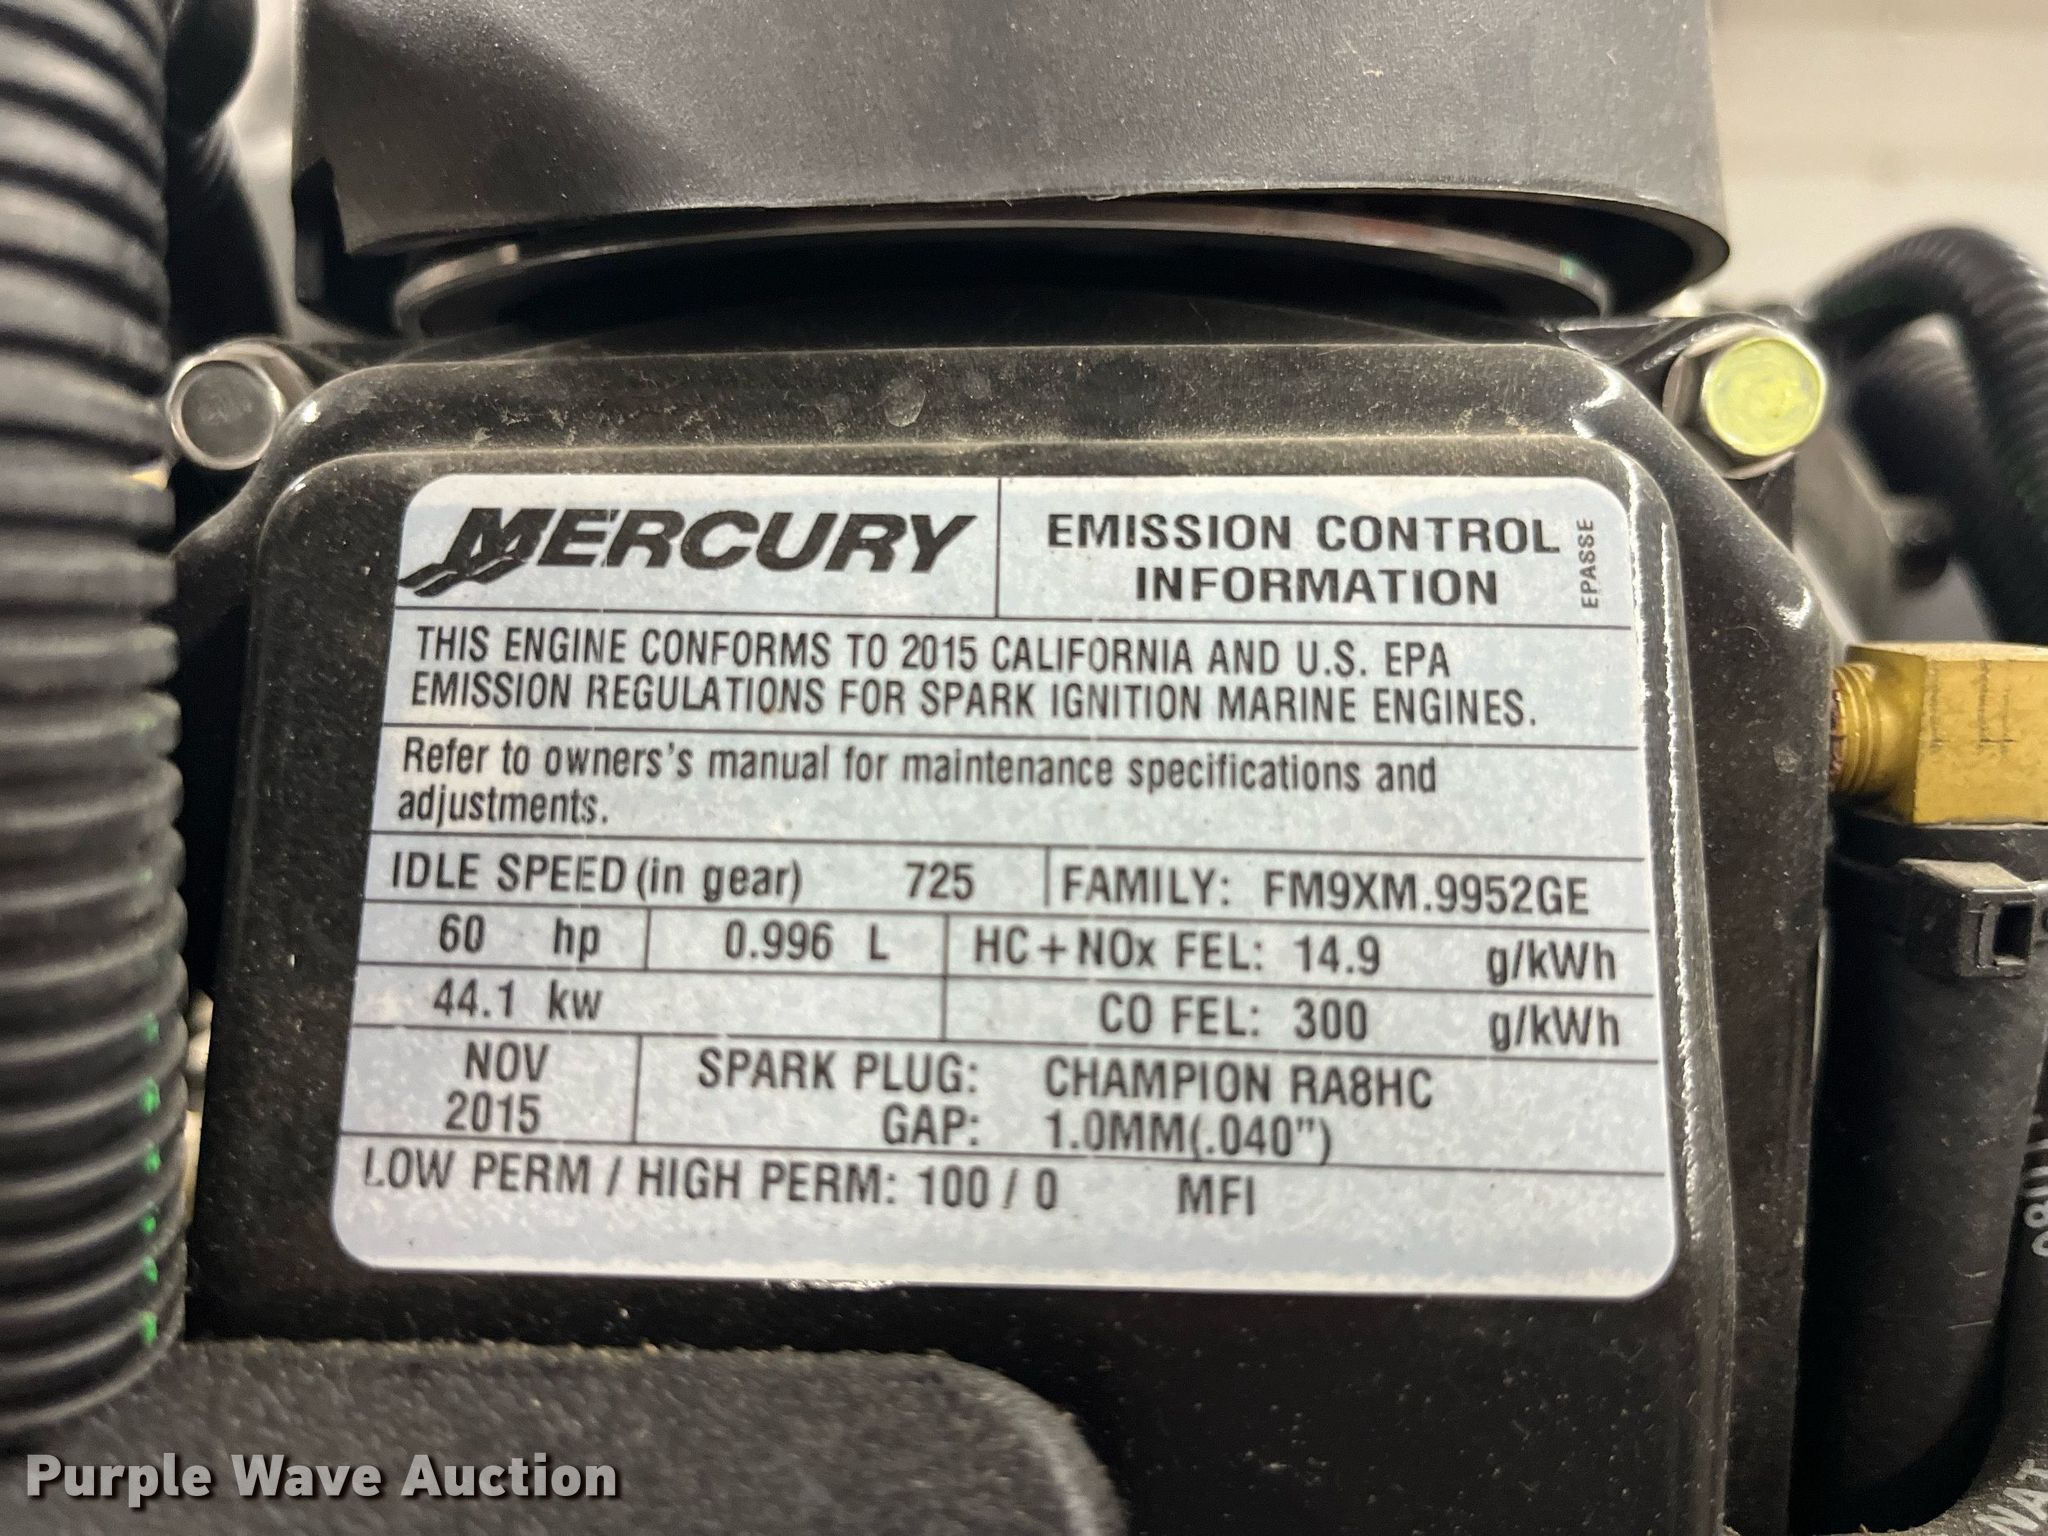 MERCURY
EMISSION CONTROL
INFORMATION
EPASSE
THIS ENGINE CONFORMS TO 2015 CALIFORNIA AND U.S. EPA
EMISSION REGULATIONS FOR SPARK IGNITION MARINE ENGINES.
Refer to owners's manual for maintenance specifications and
adjustments.
IDLE SPEED (in gear) 725
FAMILY: FM9XM.9952GE
60 hp 0.996 L
HC+NOx FEL: 14.9 g/kWh
44.1 kw
CO FEL: 300 g/kWh
NOV
2015
SPARK PLUG: CHAMPION RA8HC
GAP: 1.0MM(.040")
LOW PERM / HIGH PERM: 100 / 0 MFI
Purple Wave Auction